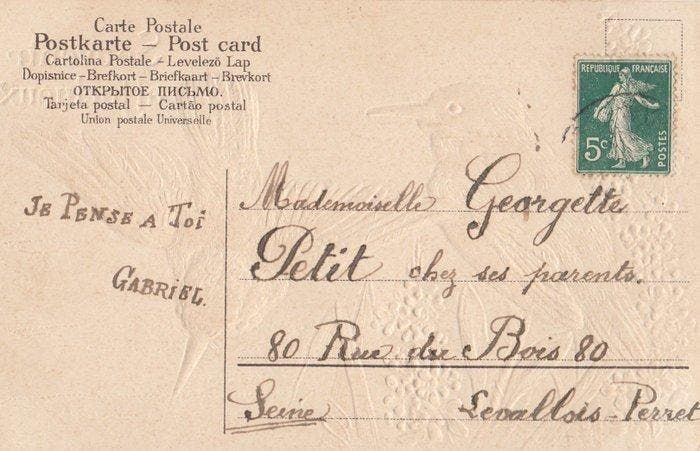 Carte Postale
Postkarte — Post card
Cartolina Postale - Levelező Lap
Dopisnice - Brefkort - Briefkaart - Brevkort
ОТКРЫТОЕ ПИСЬМО.
Tarjeta postal — Cartão postal
Union postale Universelle
REPUBLIQUE FRANÇAISE
5c
POSTES
JE PENSE A TOI
GABRIEL.
Mademoiselle Georgette
Petit chez ses parents.
80 Rue du Bois 80
Seine Levallois-Perret